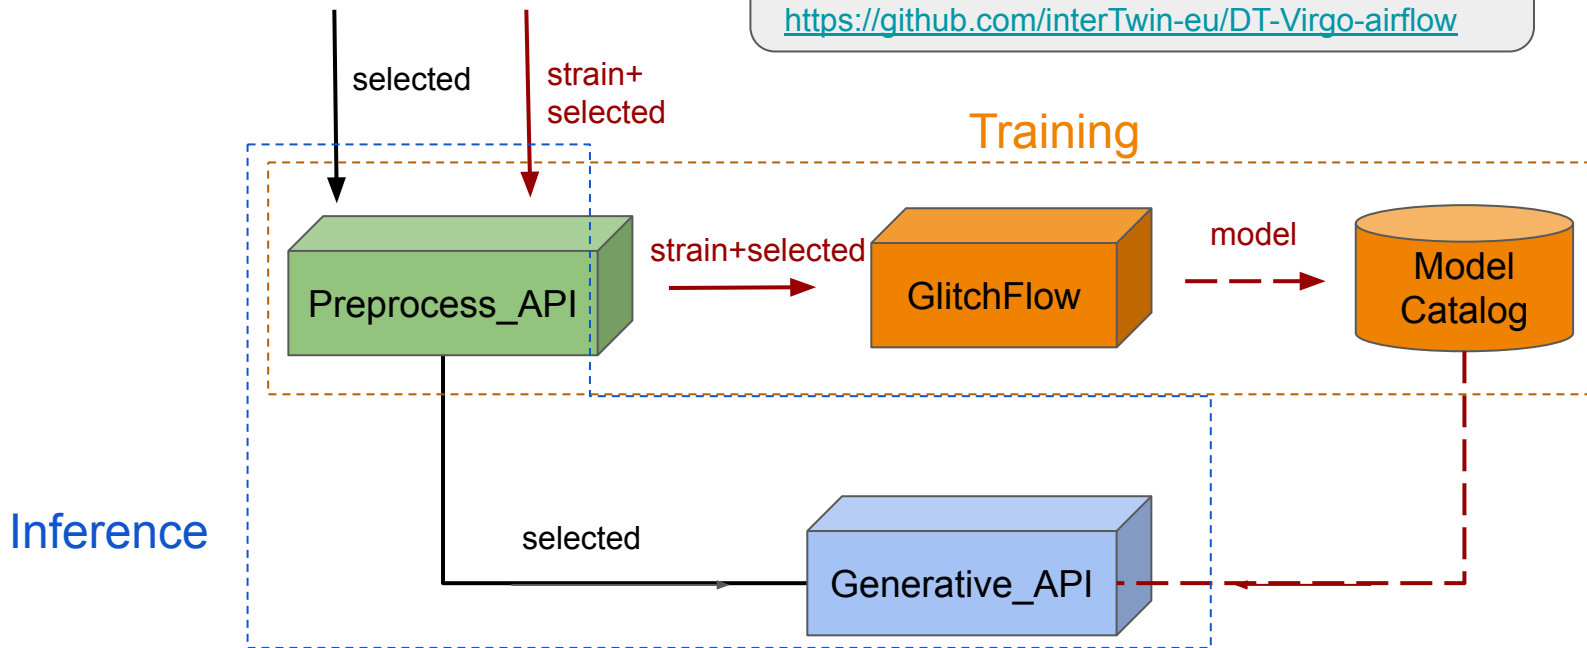 https://github.com/interTwin-eu/DT-Virgo-airflow
selected
strain+
selected
Training
Preprocess_API
strain+selected
GlitchFlow
model
Model
Catalog
Inference
selected
Generative_API